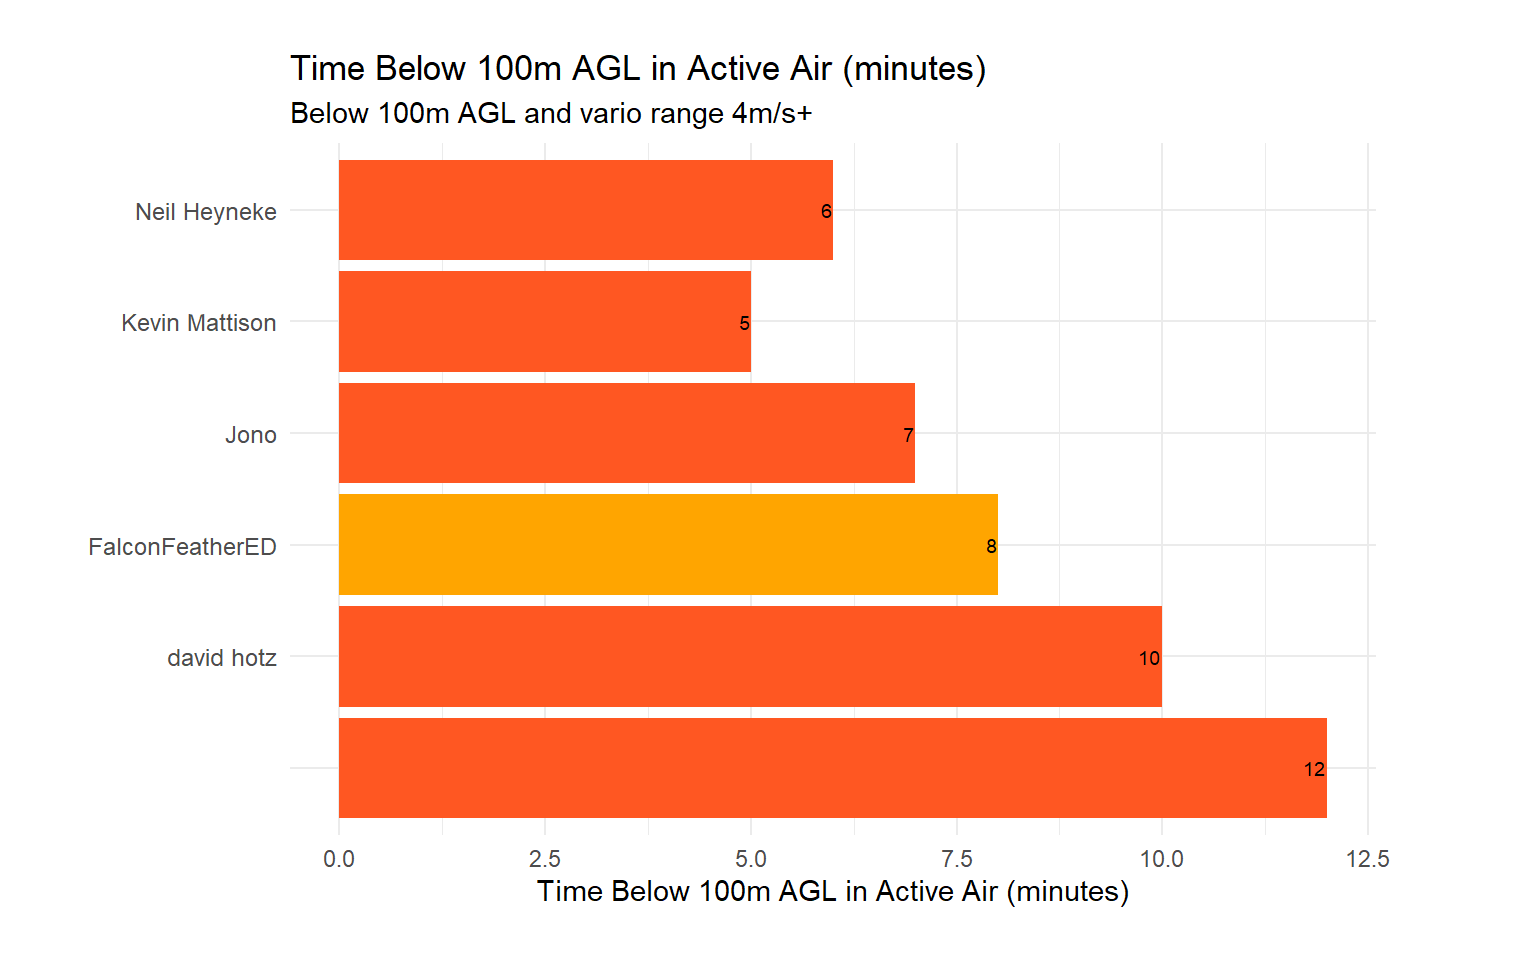 Time Below 100m AGL in Active Air (minutes)
Below 100m AGL and vario range 4m/s+
Neil Heyneke
6
Kevin Mattison
5
Jono
7
FalconFeatherED
8
david hotz
10
12
0.0 2.5 5.0 7.5 10.0 12.5
Time Below 100m AGL in Active Air (minutes)